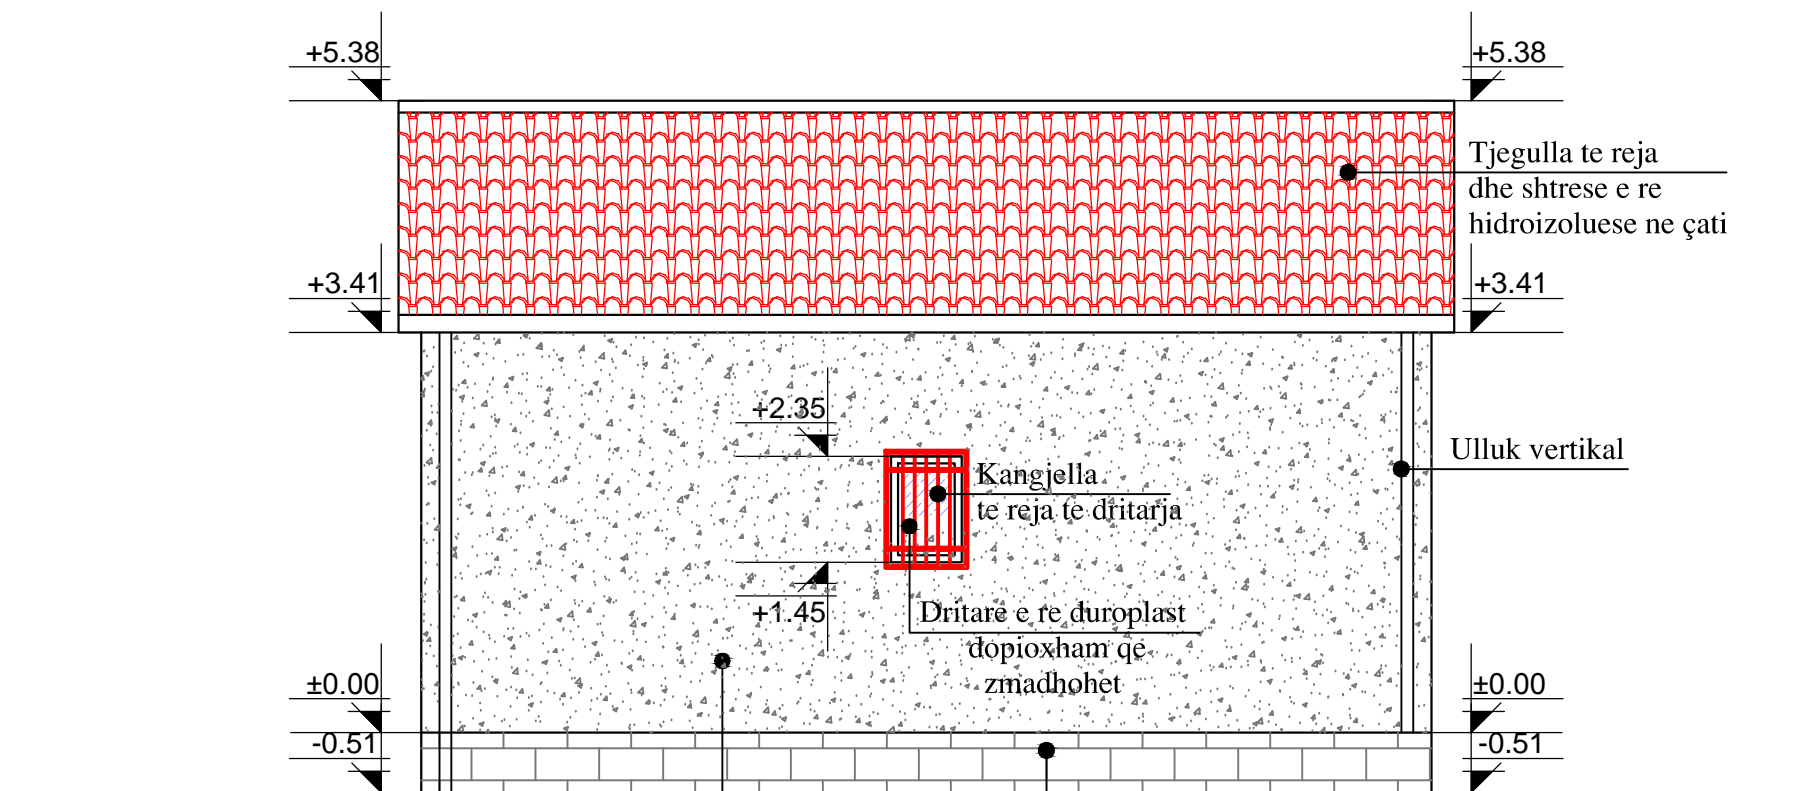 +5.38
+5.38
Tjegulla te reja
dhe shtrese e re
hidroizoluese ne çati
+3.41
+3.41
+2.35
Ulluk vertikal
Kangjella
te reja te dritarja
+1.45
Dritare e re duroplast
dopioxham qe
zmadhohet
±0.00
±0.00
-0.51
-0.51